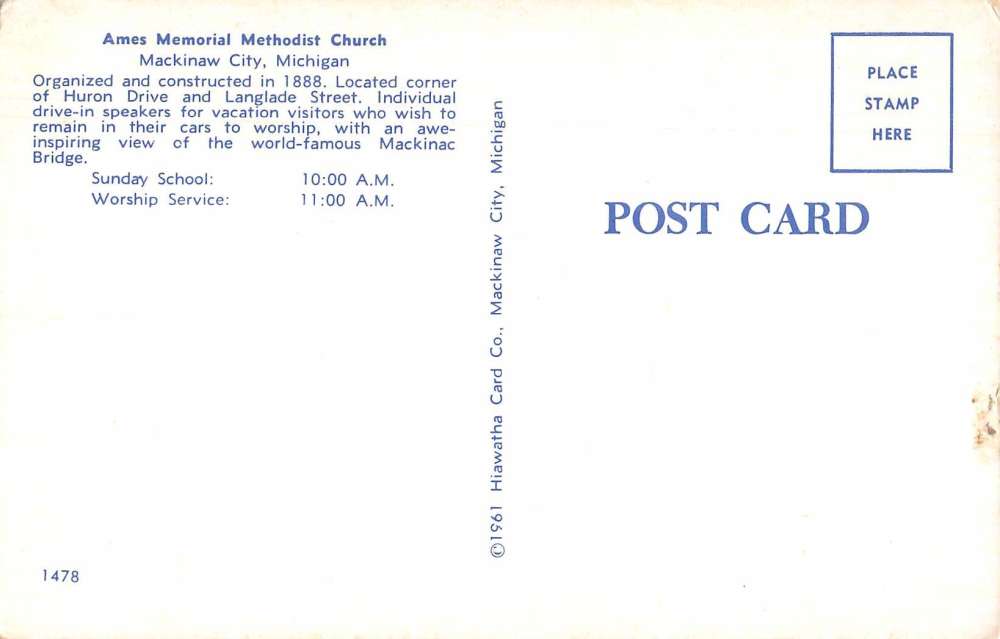 Ames Memorial Methodist Church
Mackinaw City, Michigan
Organized and constructed in 1888. Located corner
of Huron Drive and Langlade Street. Individual
drive-in speakers for vacation visitors who wish to
remain in their cars to worship, with an awe-
inspiring view of the world-famous Mackinac
Bridge.
Sunday School: 10:00 A.M.
Worship Service: 11:00 A.M.
1478
©1961 Hiawatha Card Co., Mackinaw City, Michigan
PLACE
STAMP
HERE
POST CARD